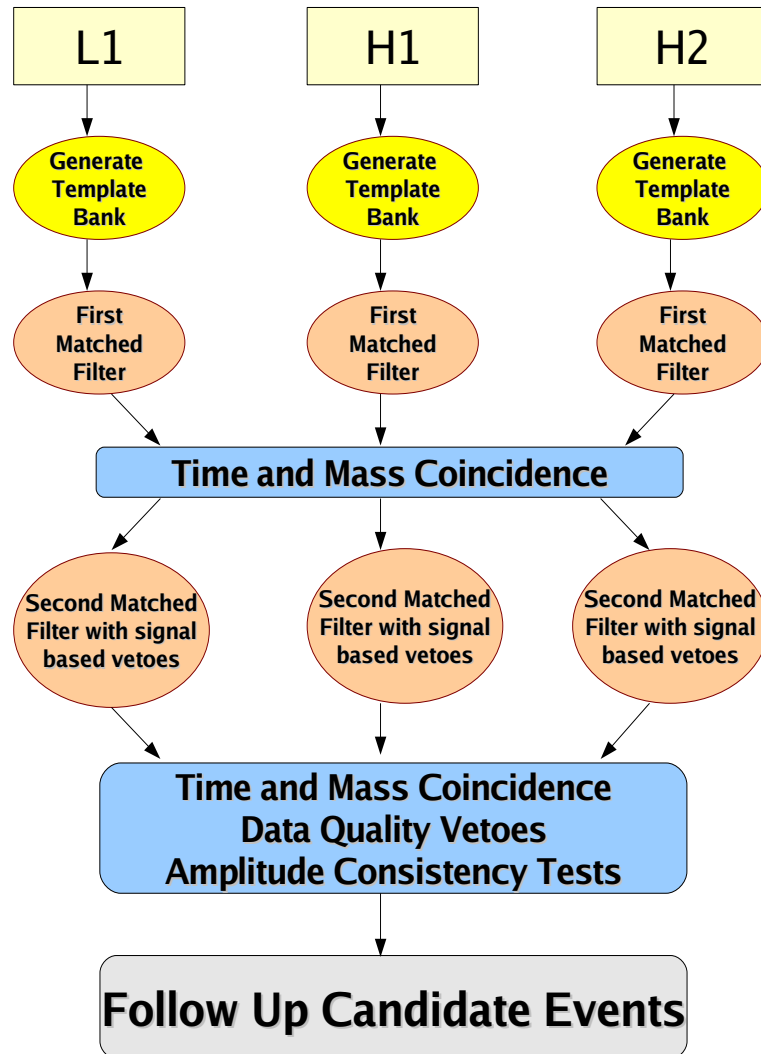 L1
H1
H2
Generate
Template
Bank
Generate
Template
Bank
Generate
Template
Bank
First
Matched
Filter
First
Matched
Filter
First
Matched
Filter
Time and Mass Coincidence
Second Matched
Filter with signal
based vetoes
Second Matched
Filter with signal
based vetoes
Second Matched
Filter with signal
based vetoes
Time and Mass Coincidence
Data Quality Vetoes
Amplitude Consistency Tests
Follow Up Candidate Events